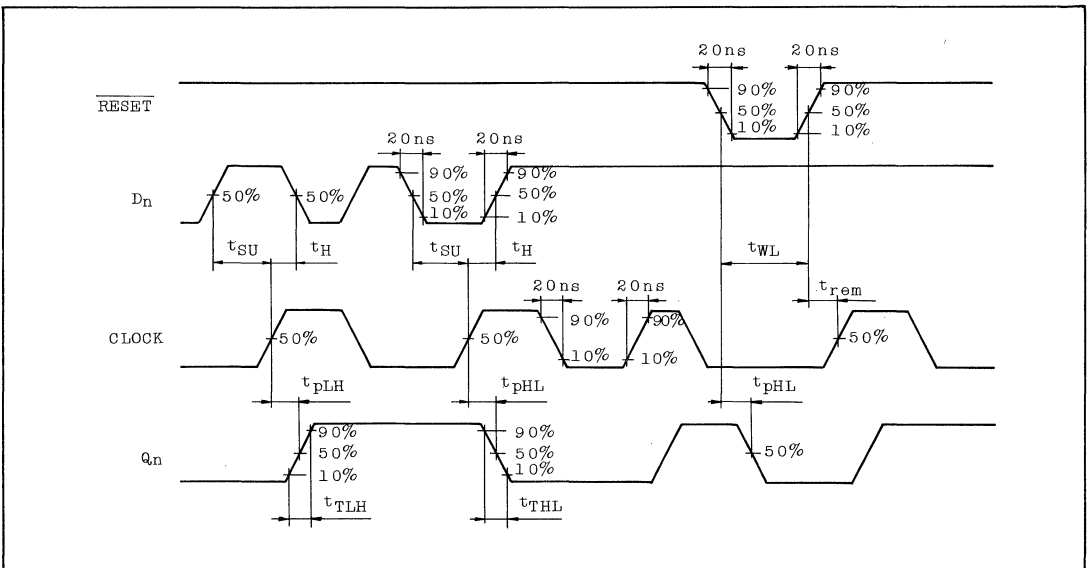 20ns 20ns
RESET
90% 90%
50% 50%
10% 10%
20ns 20ns
Dn
50% 50% 90% 90%
50% 50%
10% 10%
tSU tH tSU tH tWL
20ns 20ns trem
CLOCK
50% 50% 90% 90% 50%
10% 10%
tpLH tpHL tpHL
Qn
90% 90%
50% 50% 50%
10% 10%
tTLH tTHL